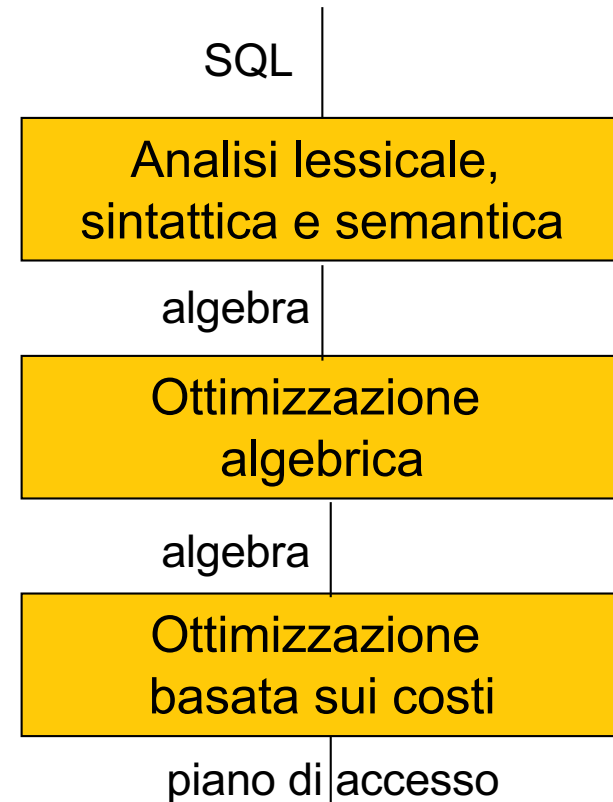 SQL
Analisi lessicale,
sintattica e semantica
algebra
Ottimizzazione
algebrica
algebra
Ottimizzazione
basata sui costi
piano di accesso